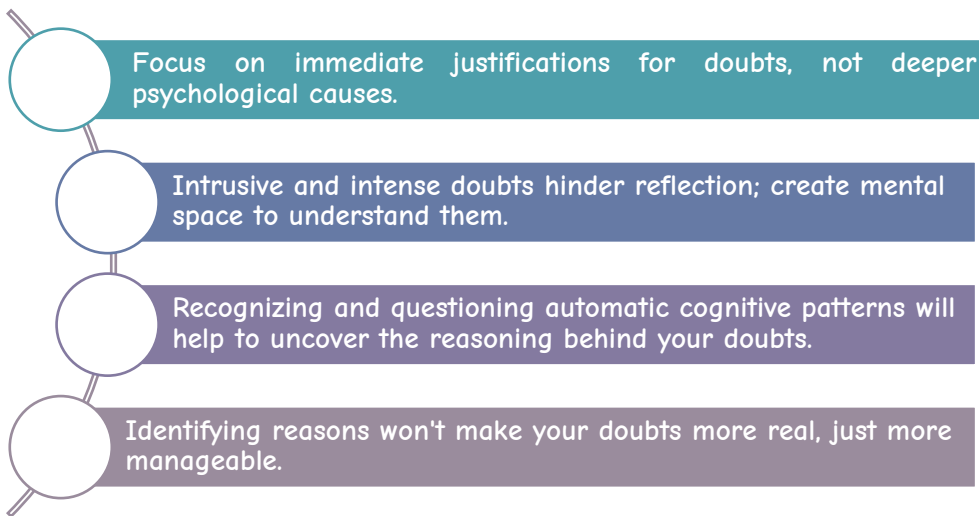 Focus on immediate justifications for doubts, not deeper
psychological causes.
Intrusive and intense doubts hinder reflection; create mental
space to understand them.
Recognizing and questioning automatic cognitive patterns will
help to uncover the reasoning behind your doubts.
Identifying reasons won't make your doubts more real, just more
manageable.